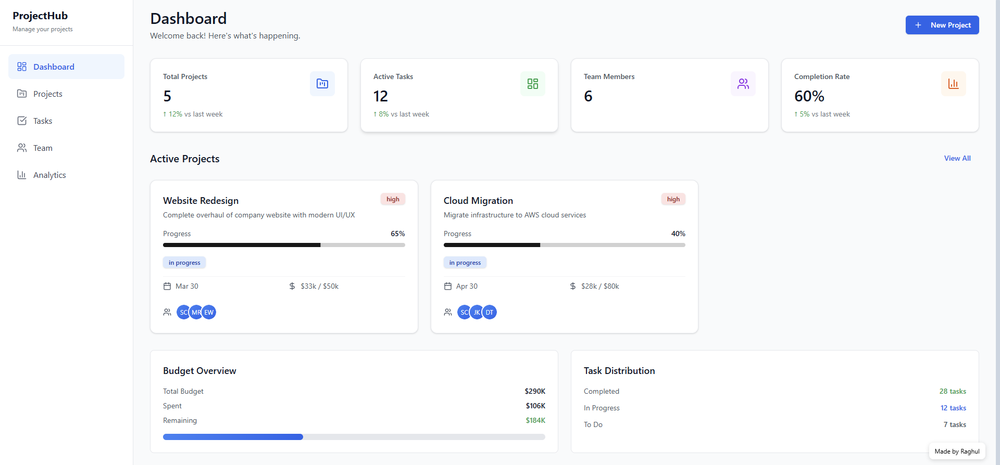 ProjectHub
Manage your projects
Dashboard
Projects
Tasks
Team
Analytics
Dashboard
Welcome back! Here's what's happening.
New Project
Total Projects
5
↑ 12% vs last week
Active Tasks
12
↑ 8% vs last week
Team Members
6
Completion Rate
60%
↑ 5% vs last week
Active Projects
View All
Website Redesign
high
Complete overhaul of company website with modern UI/UX
Progress 65%
in progress
Mar 30
$33k / $50k
SC MR EW
Cloud Migration
high
Migrate infrastructure to AWS cloud services
Progress 40%
in progress
Apr 30
$28k / $80k
SC JK DT
Budget Overview
Total Budget $290K
Spent $106K
Remaining $184K
Task Distribution
Completed 28 tasks
In Progress 12 tasks
To Do 7 tasks
Made by Raghul